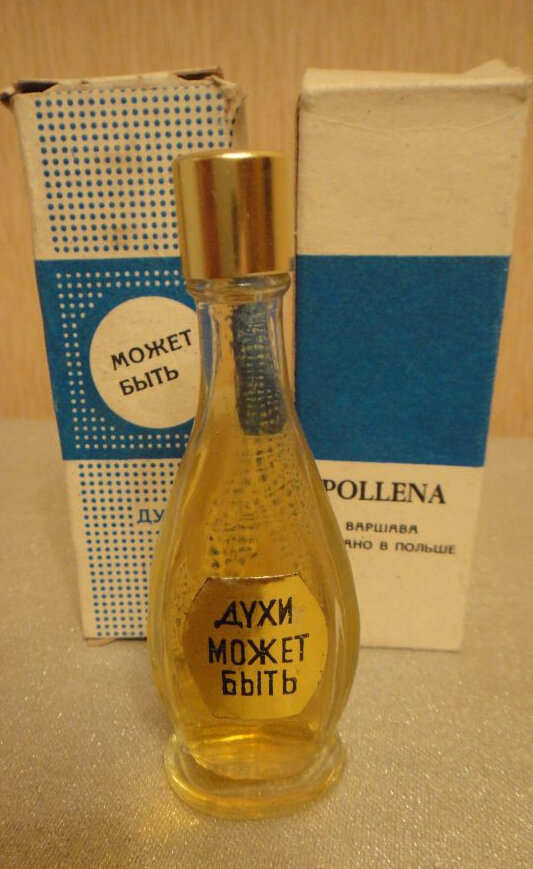 МОЖЕТ
БЫТЬ
ДУ
POLLENA
ВАРШАВА
АНО В ПОЛЬШЕ
ДУХИ
МОЖЕТ
БЫТЬ